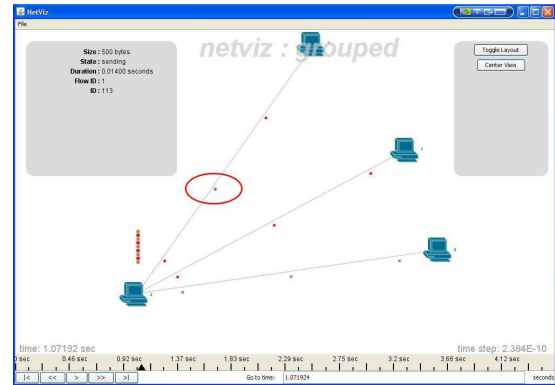 NetViz
File
netviz : grouped
Size : 500 bytes
State : sending
Duration : 0.01400 seconds
Flow ID : 1
ID : 113
Toggle Layout
Center View
time: 1.07192 sec
time step: 2.384E-10
0 sec 0.46 sec 0.92 sec 1.37 sec 1.83 sec 2.29 sec 2.75 sec 3.2 sec 3.66 sec 4.12 sec
|< << > >> >| Go to time: 1.071924 seconds